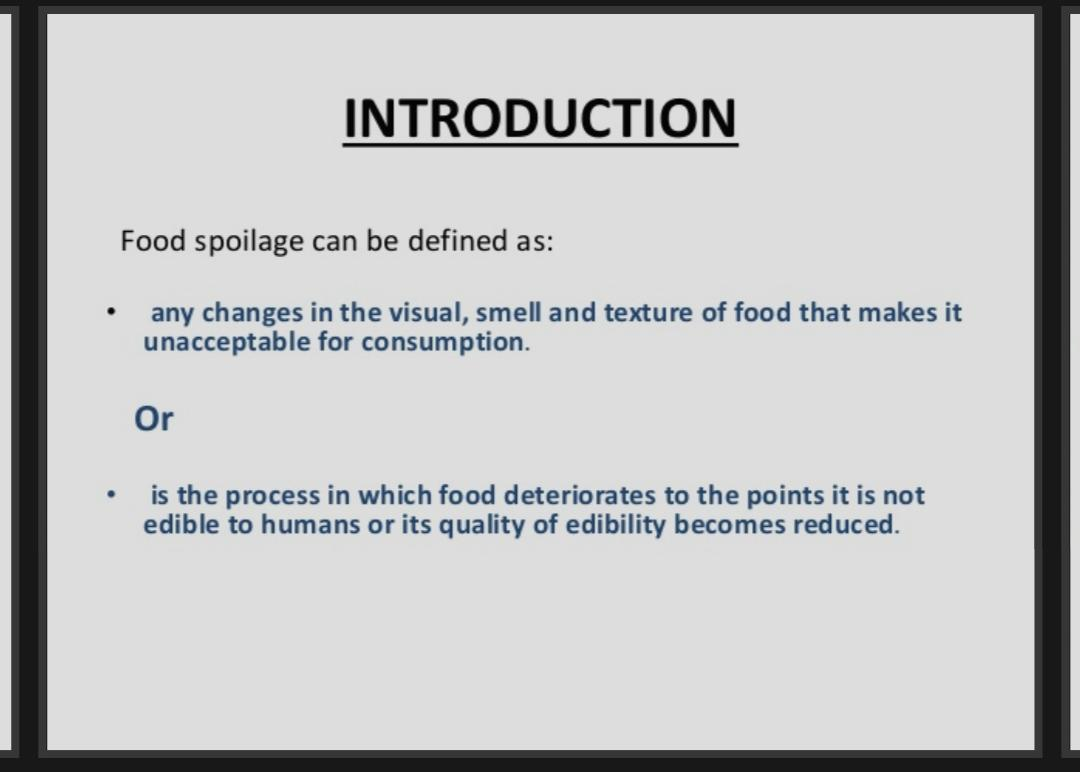 INTRODUCTION
Food spoilage can be defined as:
• any changes in the visual, smell and texture of food that makes it
unacceptable for consumption.
Or
• is the process in which food deteriorates to the points it is not
edible to humans or its quality of edibility becomes reduced.